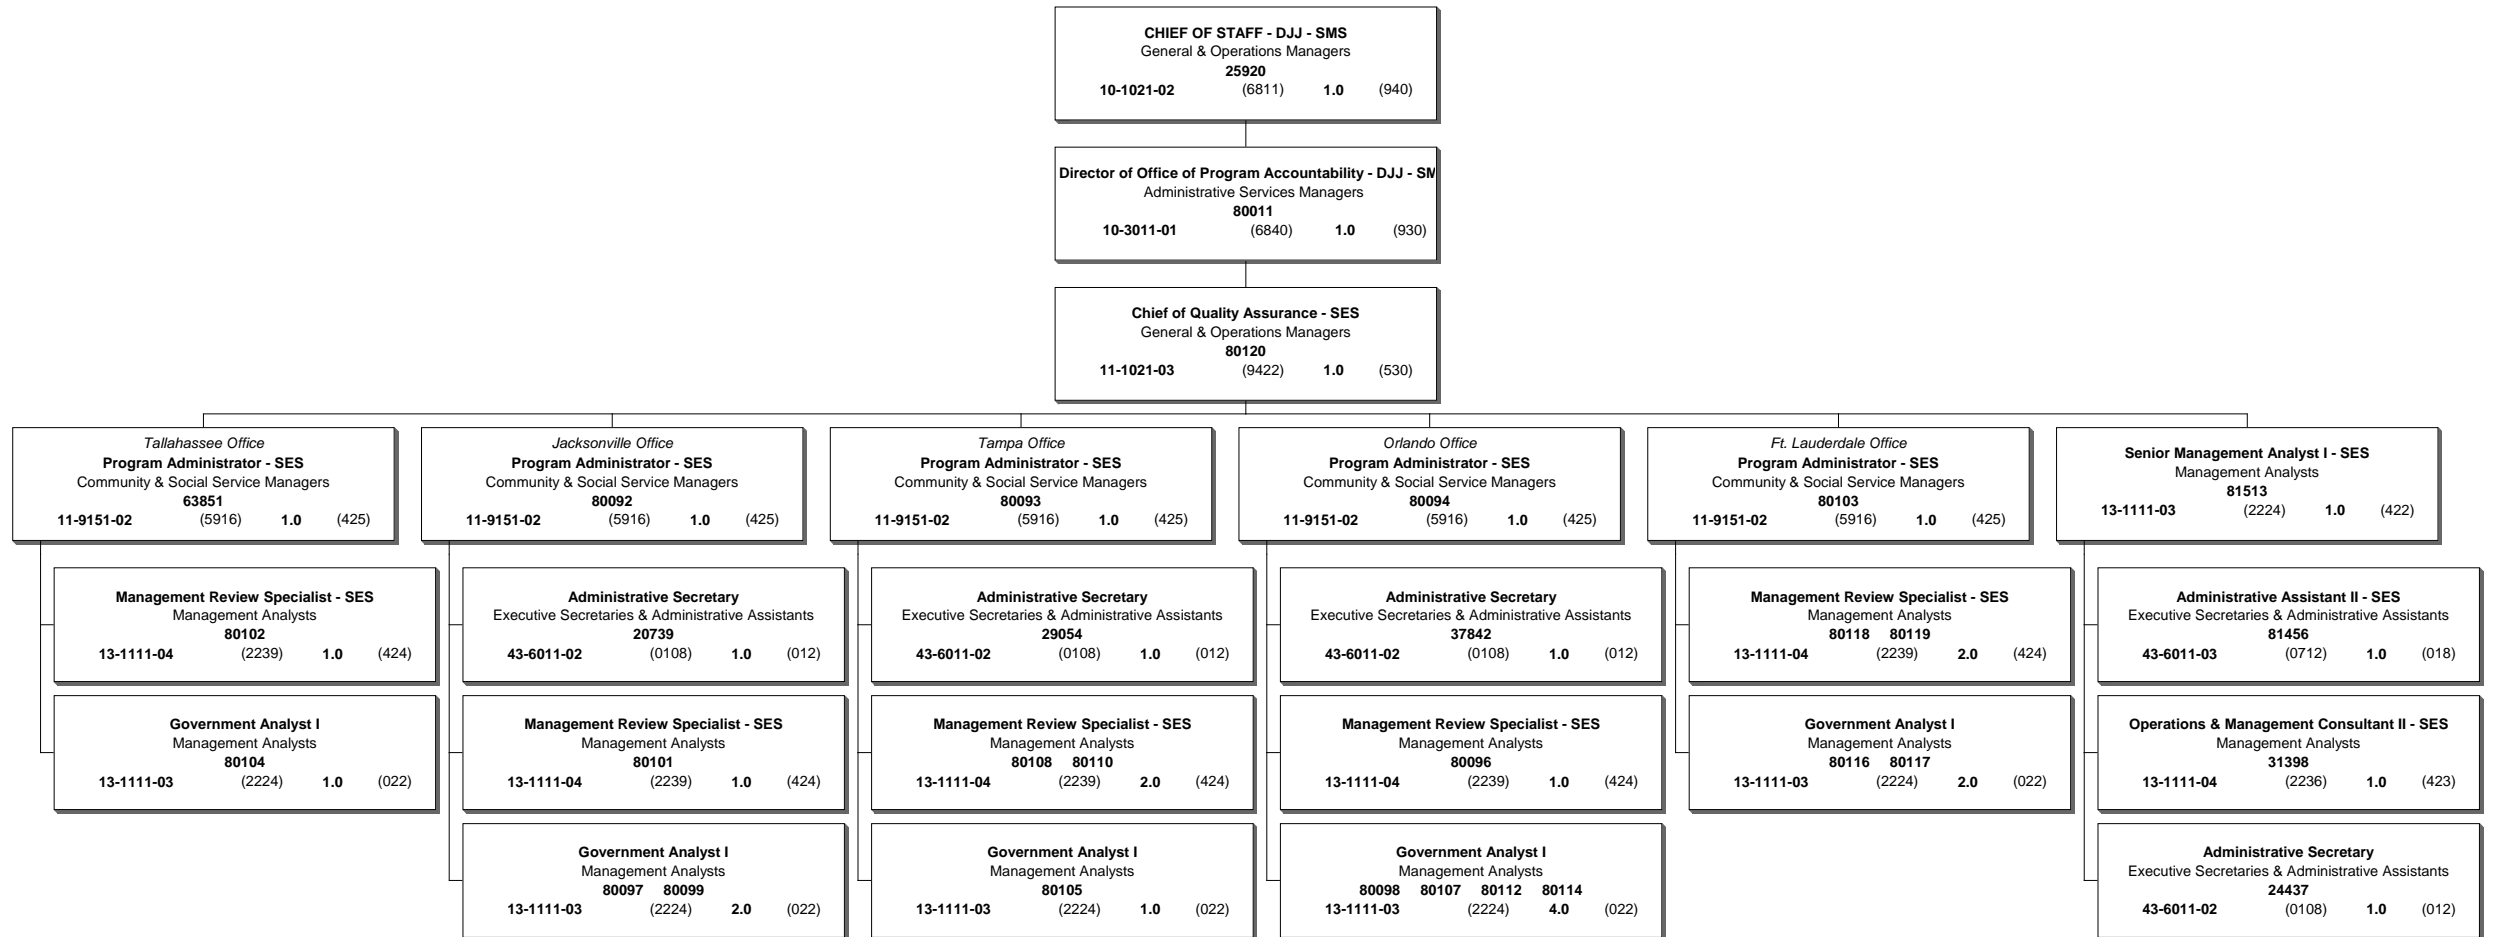 CHIEF OF STAFF - DJJ - SMS
General & Operations Managers
25920
10-1021-02 (6811) 1.0 (940)
Director of Office of Program Accountability - DJJ - SM
Administrative Services Managers
80011
10-3011-01 (6840) 1.0 (930)
Chief of Quality Assurance - SES
General & Operations Managers
80120
11-1021-03 (9422) 1.0 (530)
Tallahassee Office
Program Administrator - SES
Community & Social Service Managers
63851
11-9151-02 (5916) 1.0 (425)
Management Review Specialist - SES
Management Analysts
80102
13-1111-04 (2239) 1.0 (424)
Government Analyst I
Management Analysts
80104
13-1111-03 (2224) 1.0 (022)
Jacksonville Office
Program Administrator - SES
Community & Social Service Managers
80092
11-9151-02 (5916) 1.0 (425)
Administrative Secretary
Executive Secretaries & Administrative Assistants
20739
43-6011-02 (0108) 1.0 (012)
Management Review Specialist - SES
Management Analysts
80101
13-1111-04 (2239) 1.0 (424)
Government Analyst I
Management Analysts
80097 80099
13-1111-03 (2224) 2.0 (022)
Tampa Office
Program Administrator - SES
Community & Social Service Managers
80093
11-9151-02 (5916) 1.0 (425)
Administrative Secretary
Executive Secretaries & Administrative Assistants
29054
43-6011-02 (0108) 1.0 (012)
Management Review Specialist - SES
Management Analysts
80108 80110
13-1111-04 (2239) 2.0 (424)
Government Analyst I
Management Analysts
80105
13-1111-03 (2224) 1.0 (022)
Orlando Office
Program Administrator - SES
Community & Social Service Managers
80094
11-9151-02 (5916) 1.0 (425)
Administrative Secretary
Executive Secretaries & Administrative Assistants
37842
43-6011-02 (0108) 1.0 (012)
Management Review Specialist - SES
Management Analysts
80096
13-1111-04 (2239) 1.0 (424)
Government Analyst I
Management Analysts
80098 80107 80112 80114
13-1111-03 (2224) 4.0 (022)
Ft. Lauderdale Office
Program Administrator - SES
Community & Social Service Managers
80103
11-9151-02 (5916) 1.0 (425)
Management Review Specialist - SES
Management Analysts
80118 80119
13-1111-04 (2239) 2.0 (424)
Government Analyst I
Management Analysts
80116 80117
13-1111-03 (2224) 2.0 (022)
Senior Management Analyst I - SES
Management Analysts
81513
13-1111-03 (2224) 1.0 (422)
Administrative Assistant II - SES
Executive Secretaries & Administrative Assistants
81456
43-6011-03 (0712) 1.0 (018)
Operations & Management Consultant II - SES
Management Analysts
31398
13-1111-04 (2236) 1.0 (423)
Administrative Secretary
Executive Secretaries & Administrative Assistants
24437
43-6011-02 (0108) 1.0 (012)